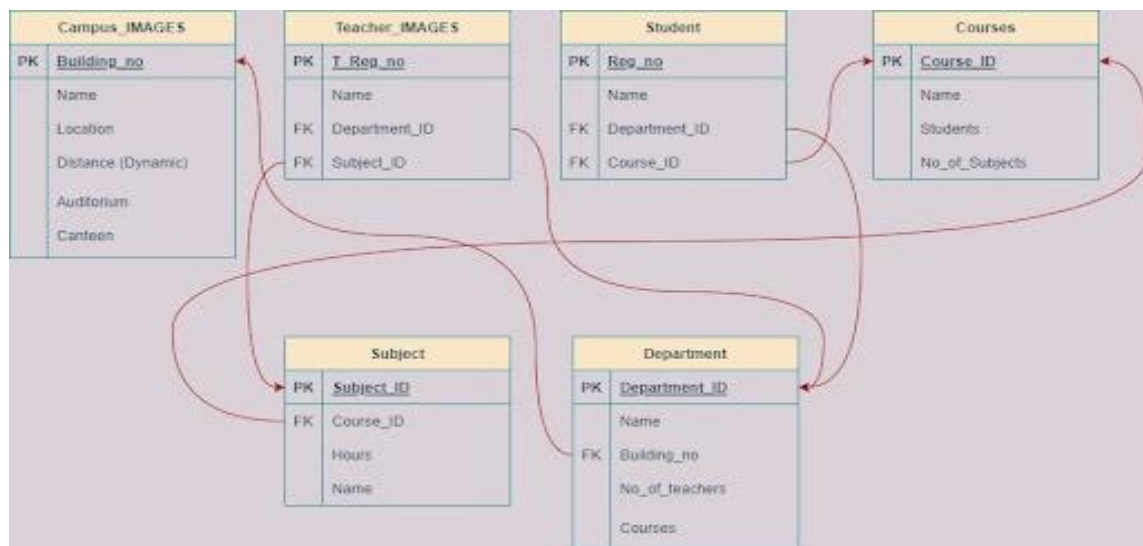 Campus_IMAGES
PK Building_no
Name
Location
Distance (Dynamic)
Auditorium
Canteen
Teacher_IMAGES
PK T_Reg_no
Name
FK Department_ID
FK Subject_ID
Student
PK Reg_no
Name
FK Department_ID
FK Course_ID
Courses
PK Course_ID
Name
Students
No_of_Subjects
Subject
PK Subject_ID
FK Course_ID
Hours
Name
Department
PK Department_ID
Name
FK Building_no
No_of_teachers
Courses